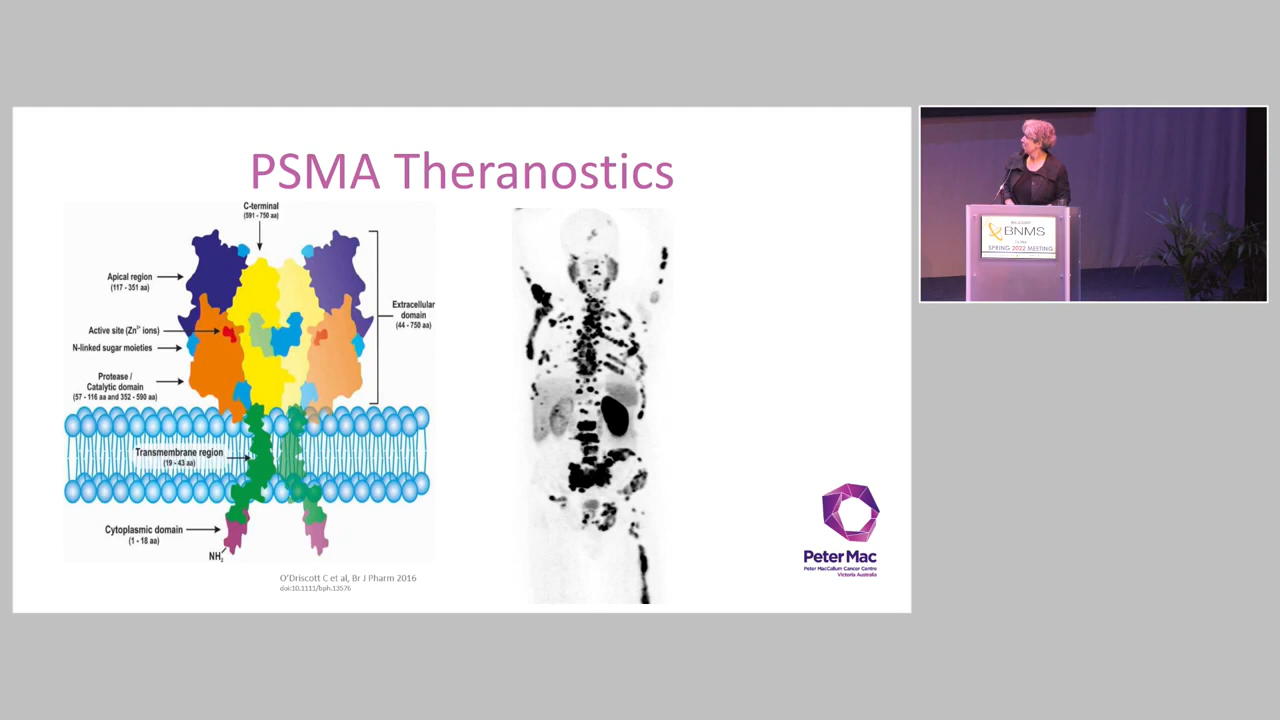 PSMA Theranostics
C-terminal
(591 - 750 aa)
Apical region
(117 - 351 aa)
Active site (Zn²⁺ ions)
N-linked sugar moieties
Protease /
Catalytic domain
(57 - 116 aa and 352 - 590 aa)
Extracellular
domain
(44 - 750 aa)
Transmembrane region
(19 - 43 aa)
Cytoplasmic domain
(1 - 18 aa)
NH₂
O'Driscott C et al, Br J Pharm 2016
doi:10.1111/bph.13576
Peter Mac
Peter MacCallum Cancer Centre
Victoria Australia
BNMS
SPRING 2022 MEETING